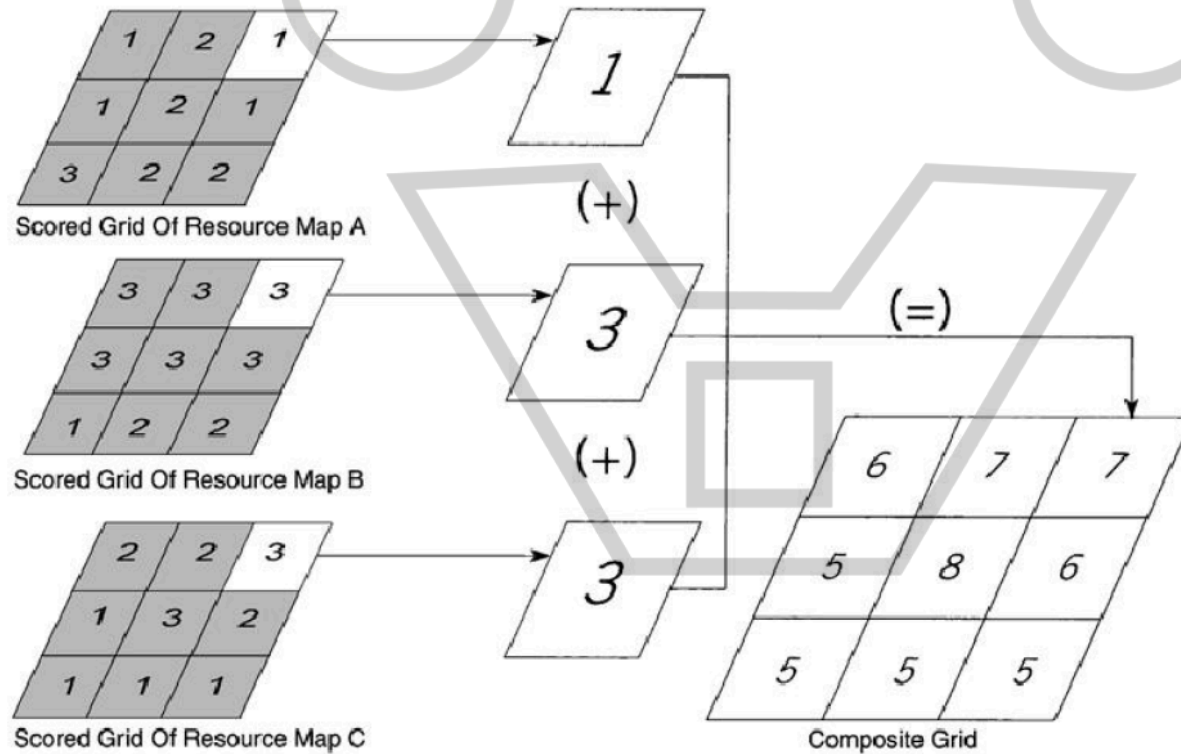 1 2 1
1 2 1
3 2 2
Scored Grid Of Resource Map A
1
(+)
3 3 3
3 3 3
1 2 2
Scored Grid Of Resource Map B
3
(=)
(+)
2 2 3
1 3 2
1 1 1
Scored Grid Of Resource Map C
3
6 7 7
5 8 6
5 5 5
Composite Grid